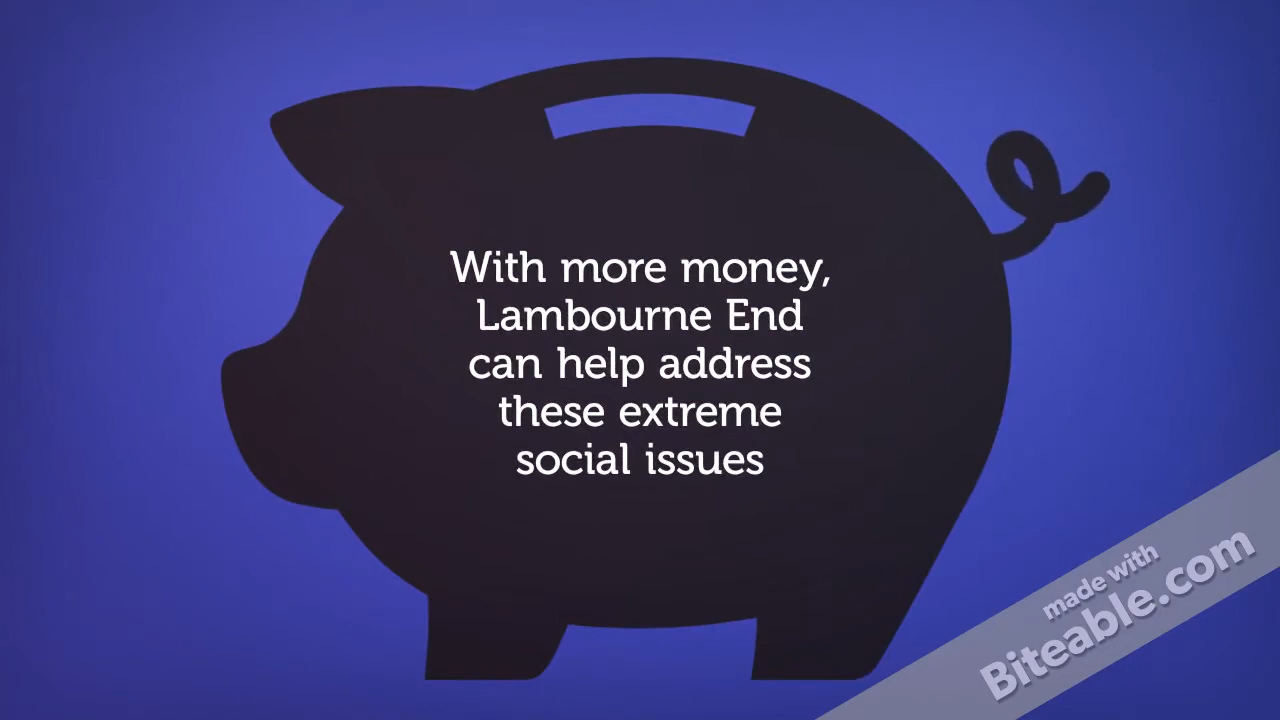 With more money,
Lambourne End
can help address
these extreme
social issues
made with
Biteable.com